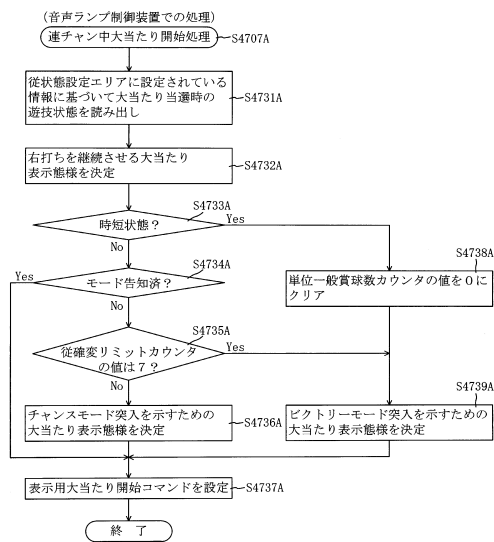 (音声ランプ制御装置での処理)
連チャン中大当たり開始処理
S4707A
従状態設定エリアに設定されている
情報に基づいて大当たり当選時の
遊技状態を読み出し
S4731A
右打ちを継続させる大当たり
表示態様を決定
S4732A
S4733A
時短状態?
Yes
No
S4734A
モード告知済?
Yes
No
S4738A
単位一般賞球数カウンタの値を0に
クリア
S4735A
従確変リミットカウンタ
の値は7?
Yes
No
チャンスモード突入を示すための
大当たり表示態様を決定
S4736A
S4739A
ビクトリーモード突入を示すための
大当たり表示態様を決定
表示用大当たり開始コマンドを設定
S4737A
終 了